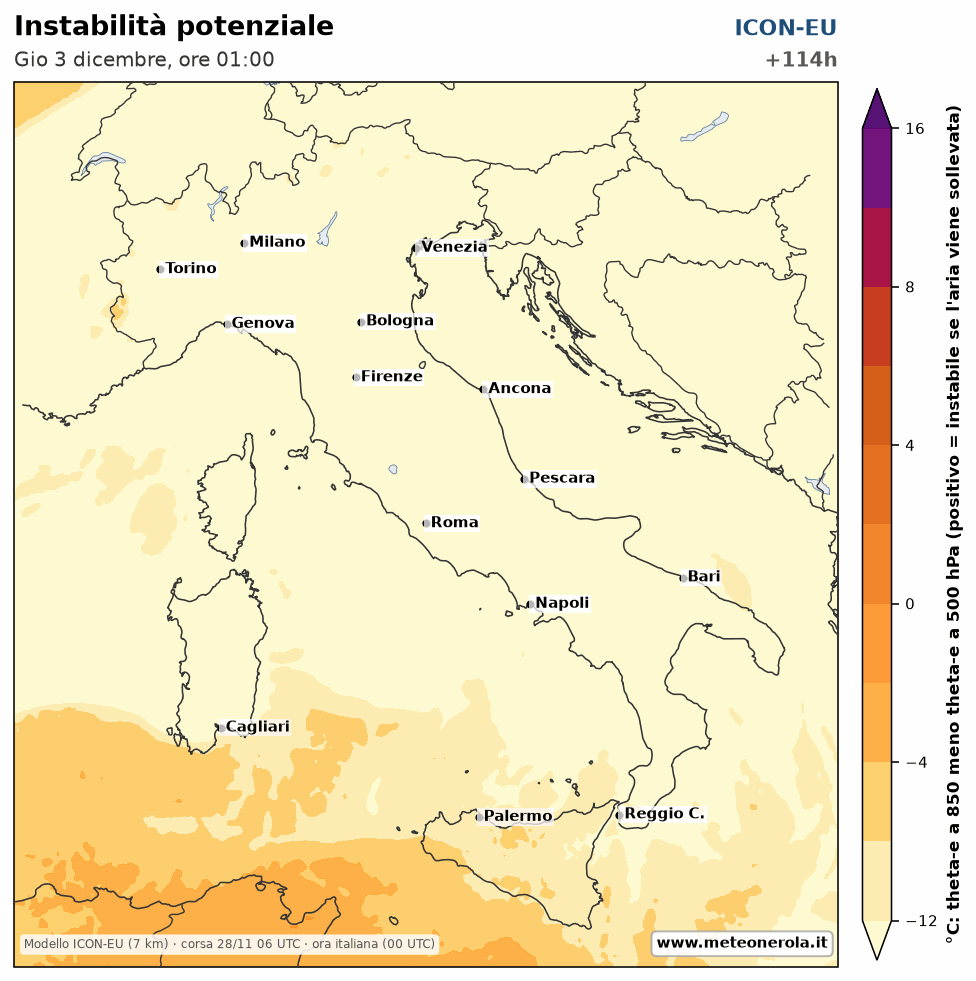 Instabilità potenziale
ICON-EU
Gio 3 dicembre, ore 01:00
+114h
Milano
Venezia
Torino
Genova
Bologna
Firenze
Ancona
Pescara
Roma
Bari
Napoli
Cagliari
Palermo
Reggio C.
Modello ICON-EU (7 km) · corsa 28/11 06 UTC · ora italiana (00 UTC)
www.meteonerola.it
16
8
4
0
−4
−12
°C: theta-e a 850 meno theta-e a 500 hPa (positivo = instabile se l'aria viene sollevata)